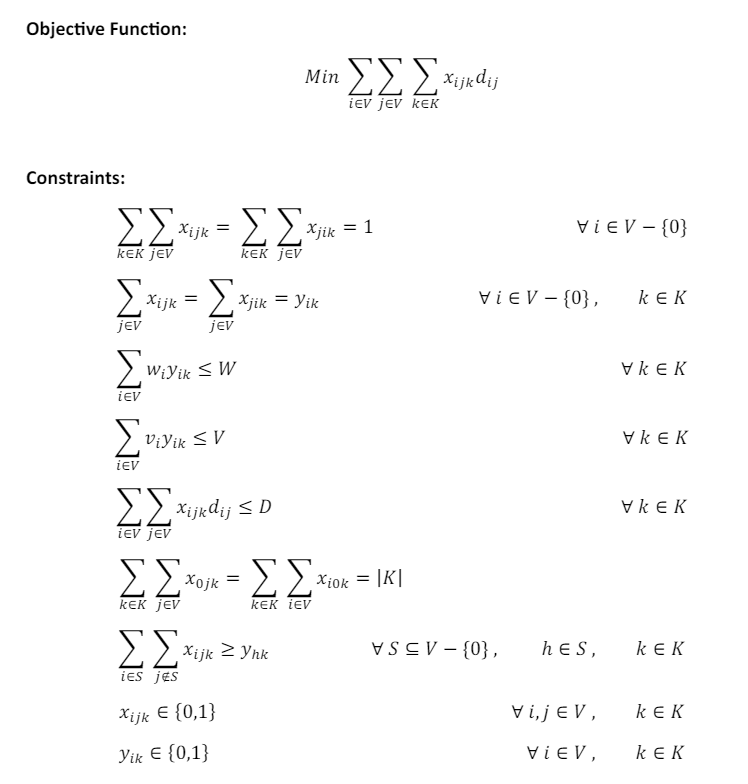 Objective Function:
Min ∑_{i∈V} ∑_{j∈V} ∑_{k∈K} x_{ijk} d_{ij}
Constraints:
∑_{k∈K} ∑_{j∈V} x_{ijk} = ∑_{k∈K} ∑_{j∈V} x_{jik} = 1 ∀ i ∈ V − {0}
∑_{j∈V} x_{ijk} = ∑_{j∈V} x_{jik} = y_{ik} ∀ i ∈ V − {0} , k ∈ K
∑_{i∈V} w_i y_{ik} ≤ W ∀ k ∈ K
∑_{i∈V} v_i y_{ik} ≤ V ∀ k ∈ K
∑_{i∈V} ∑_{j∈V} x_{ijk} d_{ij} ≤ D ∀ k ∈ K
∑_{k∈K} ∑_{j∈V} x_{0jk} = ∑_{k∈K} ∑_{i∈V} x_{i0k} = |K|
∑_{i∈S} ∑_{j∉S} x_{ijk} ≥ y_{hk} ∀ S ⊆ V − {0} , h ∈ S , k ∈ K
x_{ijk} ∈ {0,1} ∀ i,j ∈ V , k ∈ K
y_{ik} ∈ {0,1} ∀ i ∈ V , k ∈ K